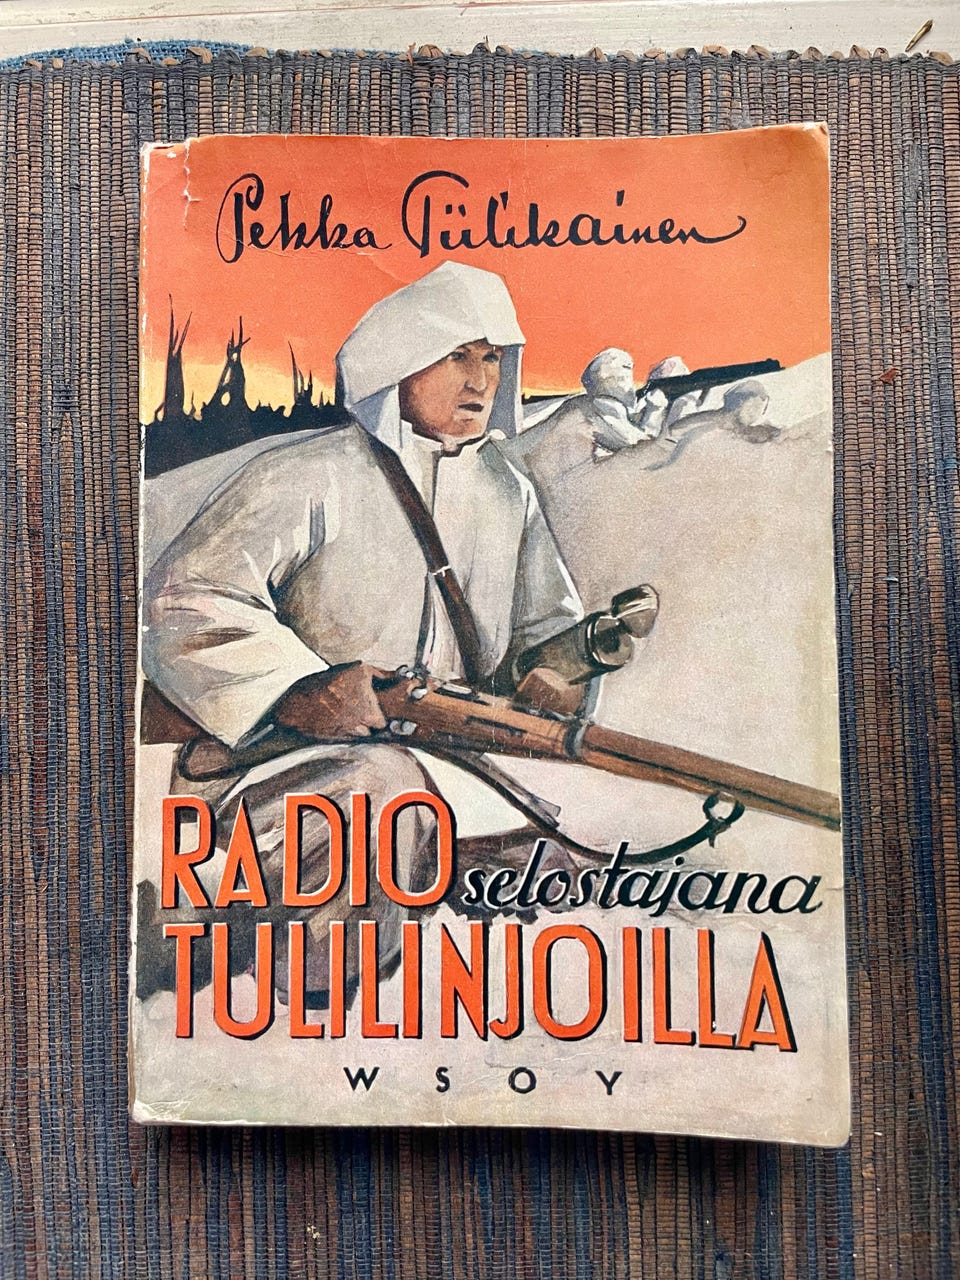 Pekka Tiilikainen
RADIO selostajana
TULILINJOILLA
WSOY